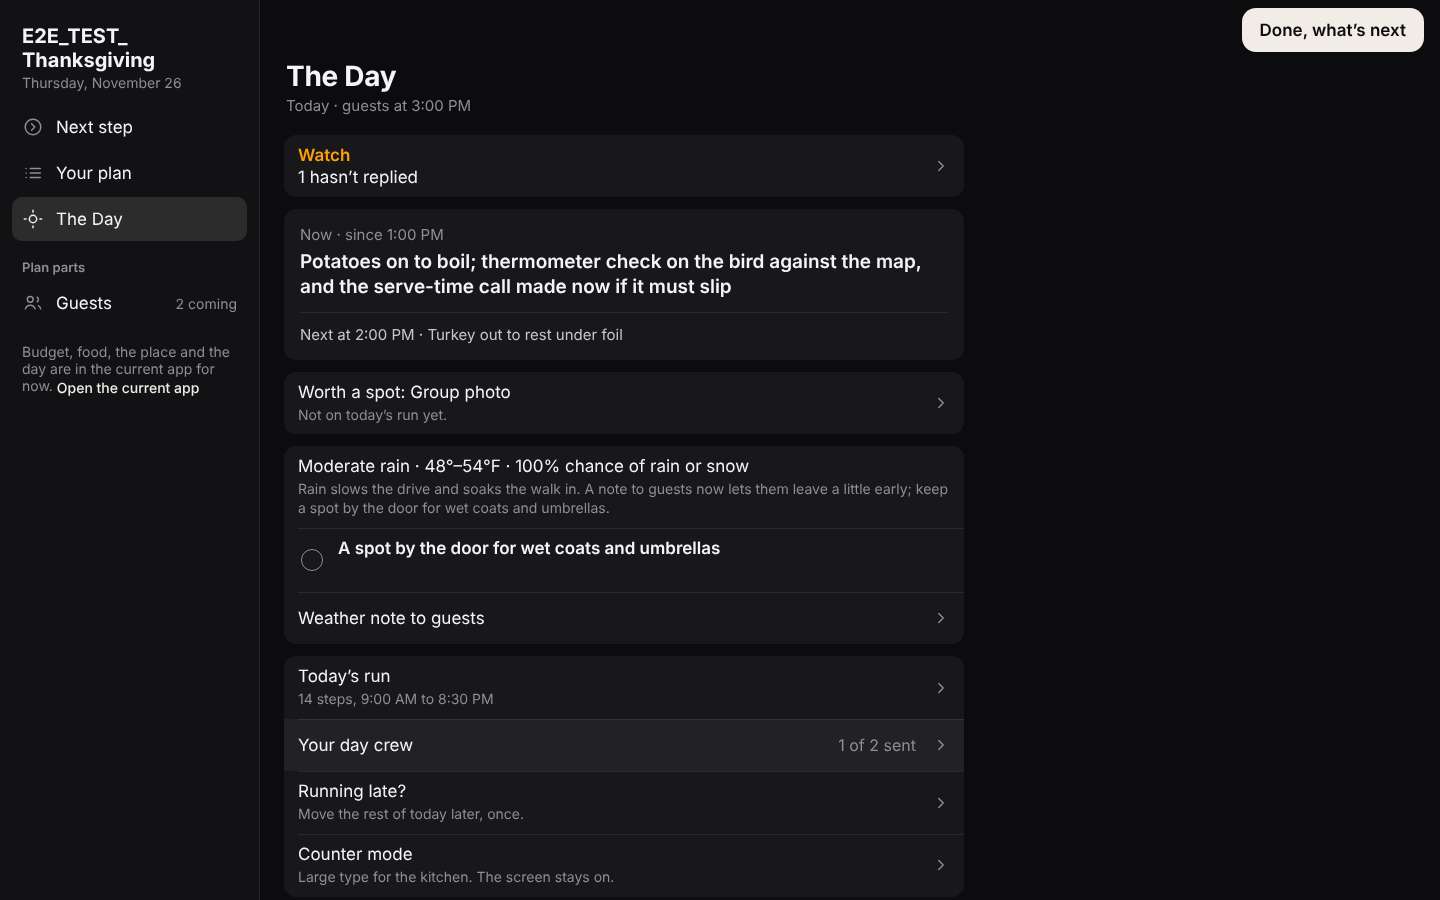 E2E_TEST_
Thanksgiving
Thursday, November 26
Next step
Your plan
The Day
Plan parts
Guests 2 coming
Budget, food, the place and the
day are in the current app for
now. Open the current app
Done, what’s next
The Day
Today · guests at 3:00 PM
Watch
1 hasn’t replied
Now · since 1:00 PM
Potatoes on to boil; thermometer check on the bird against the map,
and the serve-time call made now if it must slip
Next at 2:00 PM · Turkey out to rest under foil
Worth a spot: Group photo
Not on today’s run yet.
Moderate rain · 48°–54°F · 100% chance of rain or snow
Rain slows the drive and soaks the walk in. A note to guests now lets them leave a little early; keep
a spot by the door for wet coats and umbrellas.
A spot by the door for wet coats and umbrellas
Weather note to guests
Today’s run
14 steps, 9:00 AM to 8:30 PM
Your day crew 1 of 2 sent
Running late?
Move the rest of today later, once.
Counter mode
Large type for the kitchen. The screen stays on.